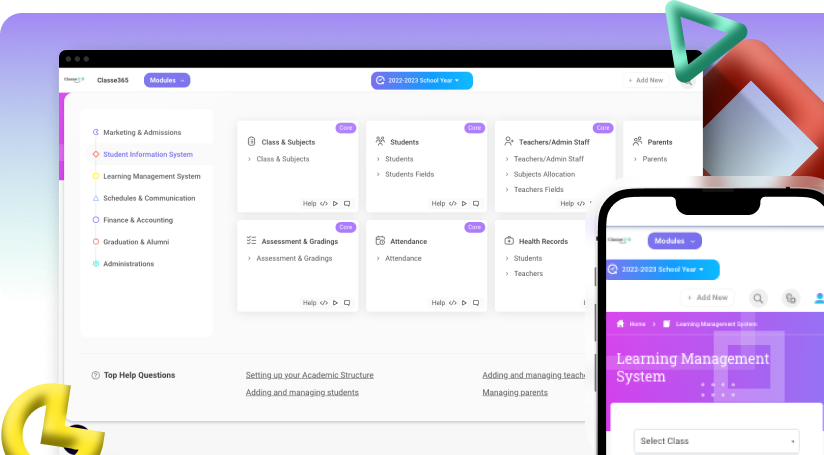 Classe365
Modules
2022-2023 School Year
+ Add New
Marketing & Admissions
Student Information System
Learning Management System
Schedules & Communication
Finance & Accounting
Graduation & Alumni
Administrations
Core
Class & Subjects
> Class & Subjects
Help </>
Core
Students
> Students
> Students Fields
Help </>
Core
Teachers/Admin Staff
> Teachers/Admin Staff
> Subjects Allocation
> Teachers Fields
Help </>
Parents
> Parents
Core
Assessment & Gradings
> Assessment & Gradings
Help </>
Core
Attendance
> Attendance
Help </>
Health Records
> Students
> Teachers
Top Help Questions
Setting up your Academic Structure
Adding and managing students
Adding and managing teache
Managing parents
Classe365
Modules
2022-2023 School Year
+ Add New
Home > Learning Management System
Learning Management
System
Select Class